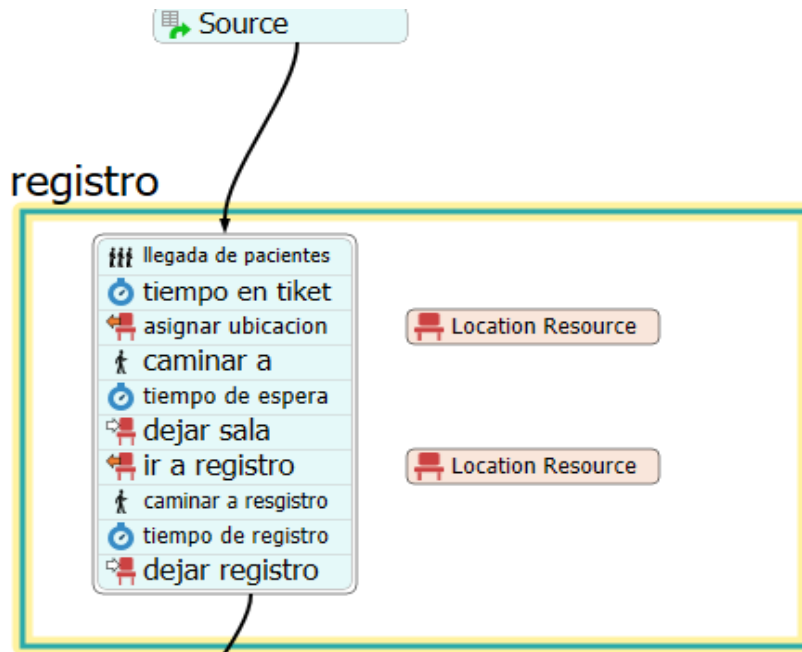 Source
registro
llegada de pacientes
tiempo en tiket
asignar ubicacion
Location Resource
caminar a
tiempo de espera
dejar sala
ir a registro
Location Resource
caminar a resgistro
tiempo de registro
dejar registro